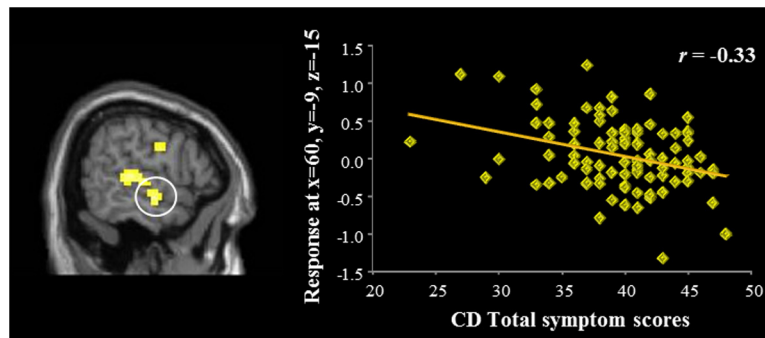 Response at x=60, y=-9, z=-15
1.5
1.0
0.5
0.0
-0.5
-1.0
-1.5
r = -0.33
20 25 30 35 40 45 50
CD Total symptom scores